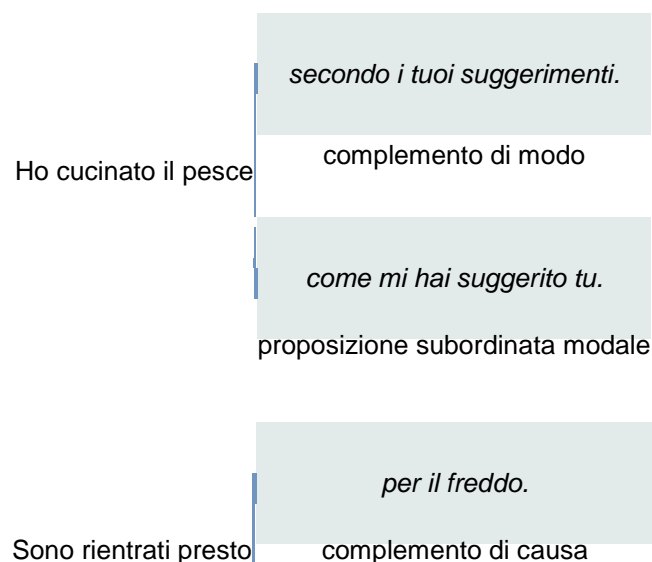 secondo i tuoi suggerimenti.
Ho cucinato il pesce
complemento di modo
come mi hai suggerito tu.
proposizione subordinata modale
per il freddo.
Sono rientrati presto
complemento di causa